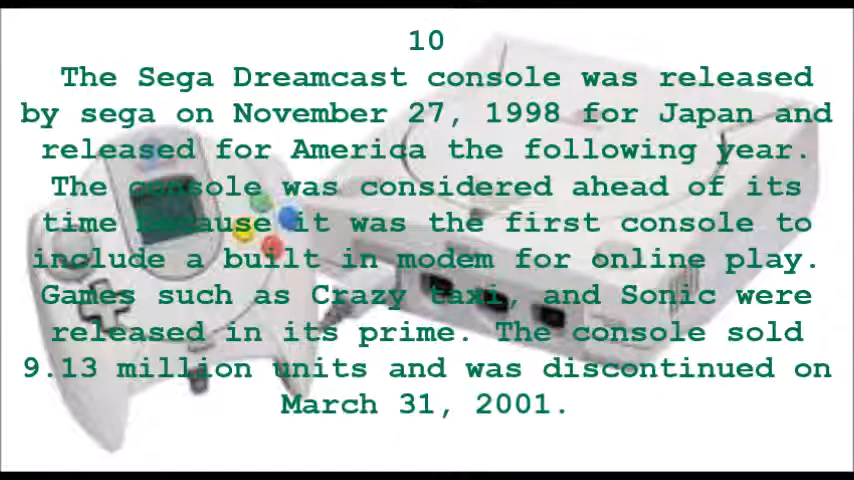 10
The Sega Dreamcast console was released
by sega on November 27, 1998 for Japan and
released for America the following year.
The console was considered ahead of its
time because it was the first console to
include a built in modem for online play.
Games such as Crazy taxi, and Sonic were
released in its prime. The console sold
9.13 million units and was discontinued on
March 31, 2001.